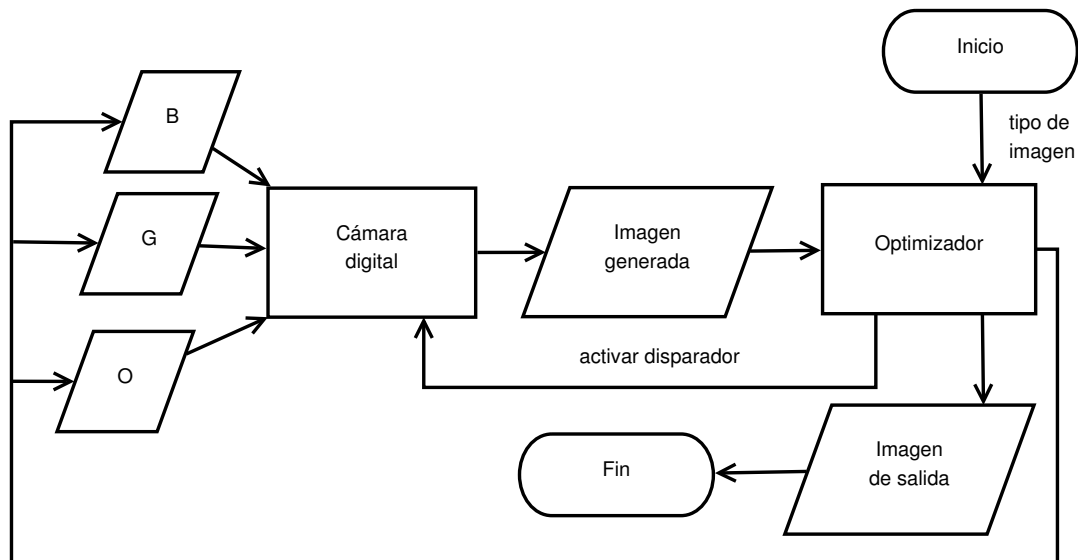 Inicio
tipo de
imagen
B
G
O
Cámara
digital
Imagen
generada
Optimizador
activar disparador
Imagen
de salida
Fin